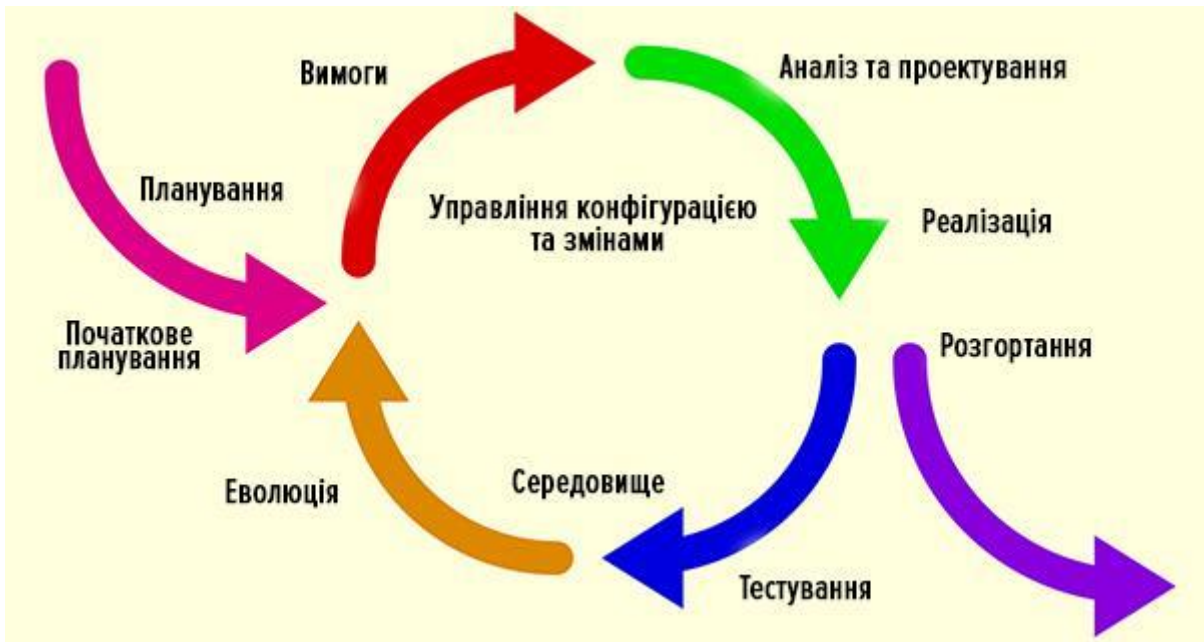 Вимоги
Аналіз та проектування
Планування
Управління конфігурацією
та змінами
Реалізація
Початкове
планування
Розгортання
Еволюція
Середовище
Тестування